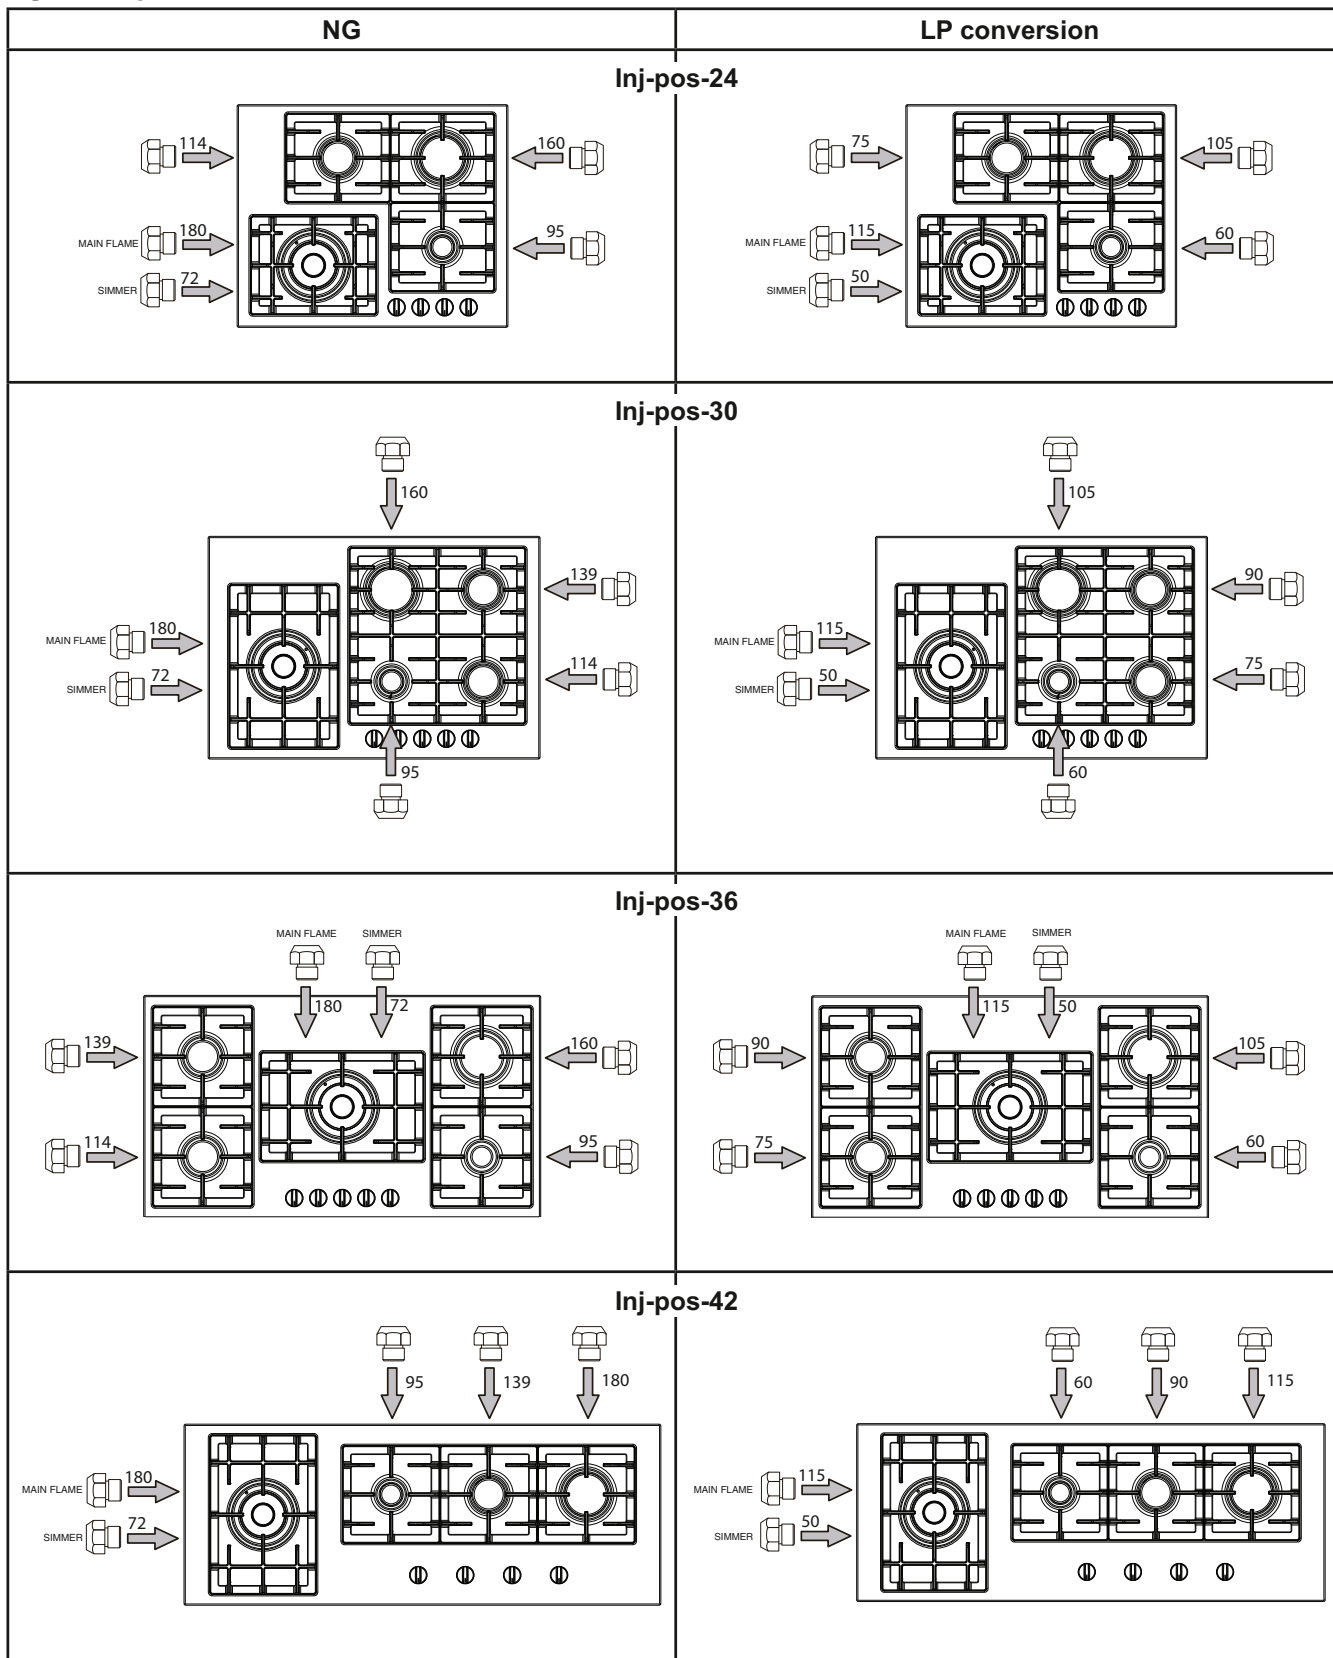 NG
LP conversion
Inj-pos-24
114
160
MAIN FLAME 180
95
SIMMER 72
75
105
MAIN FLAME 115
60
SIMMER 50
Inj-pos-30
160
139
MAIN FLAME 180
114
SIMMER 72
95
105
90
MAIN FLAME 115
75
SIMMER 50
60
Inj-pos-36
MAIN FLAME SIMMER
180 72
139 160
114 95
MAIN FLAME SIMMER
115 50
90 105
75 60
Inj-pos-42
95 139 180
MAIN FLAME 180
SIMMER 72
60 90 115
MAIN FLAME 115
SIMMER 50